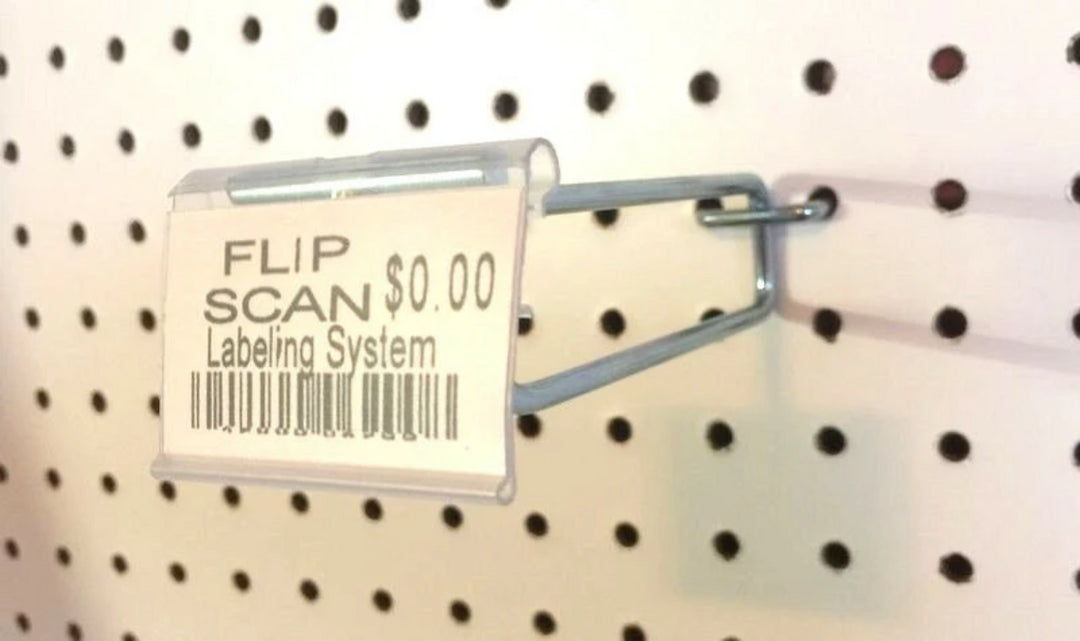 FLIP
SCAN $0.00
Labeling System